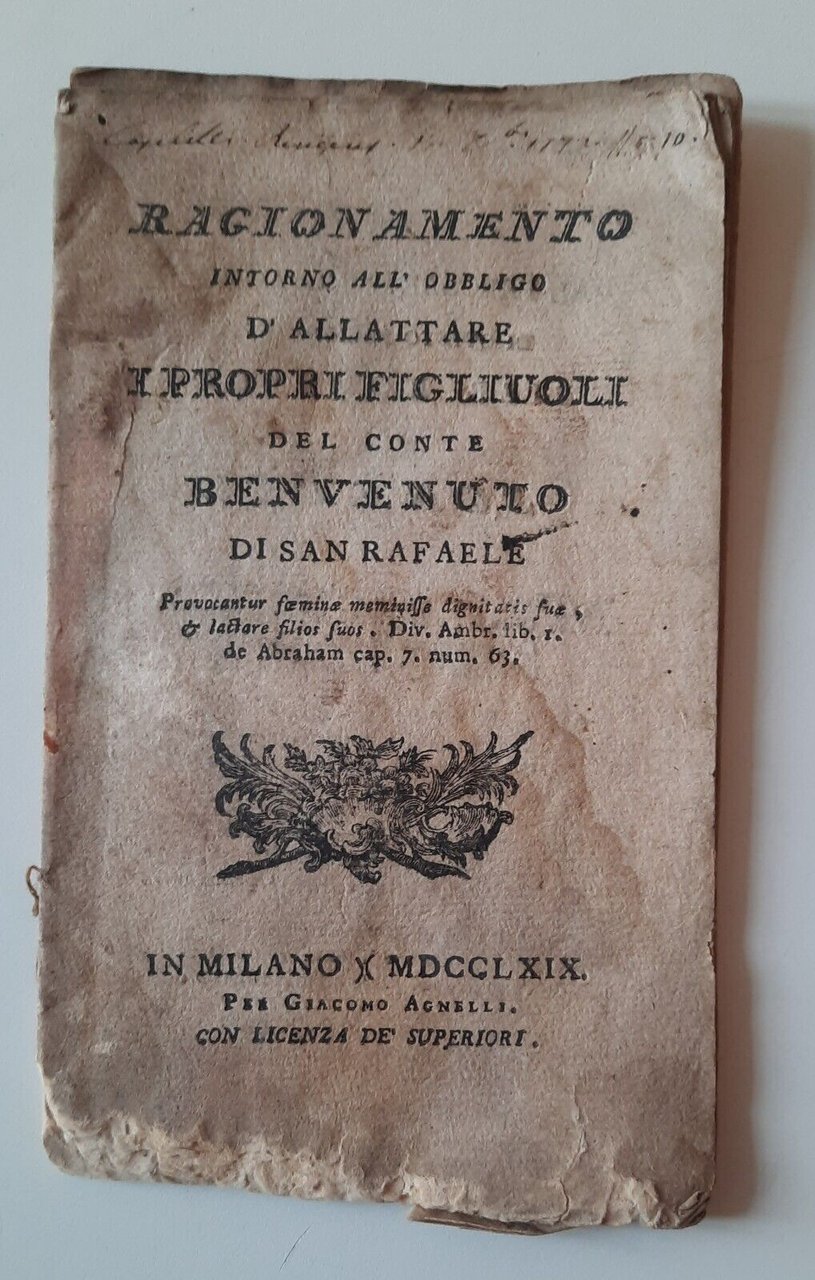 RAGIONAMENTO
INTORNO ALL' OBBLIGO
D' ALLATTARE
I PROPRI FIGLIUOLI
DEL CONTE
BENVENUTO
DI SAN RAFAELE
Provocantur fœminæ meminiſſe dignitatis ſuæ,
& lactare filios ſuos. Div. Ambr. lib. 1.
de Abraham cap. 7. num. 63.
IN MILANO )( MDCCLXIX.
PER GIACOMO AGNELLI.
CON LICENZA DE' SUPERIORI.